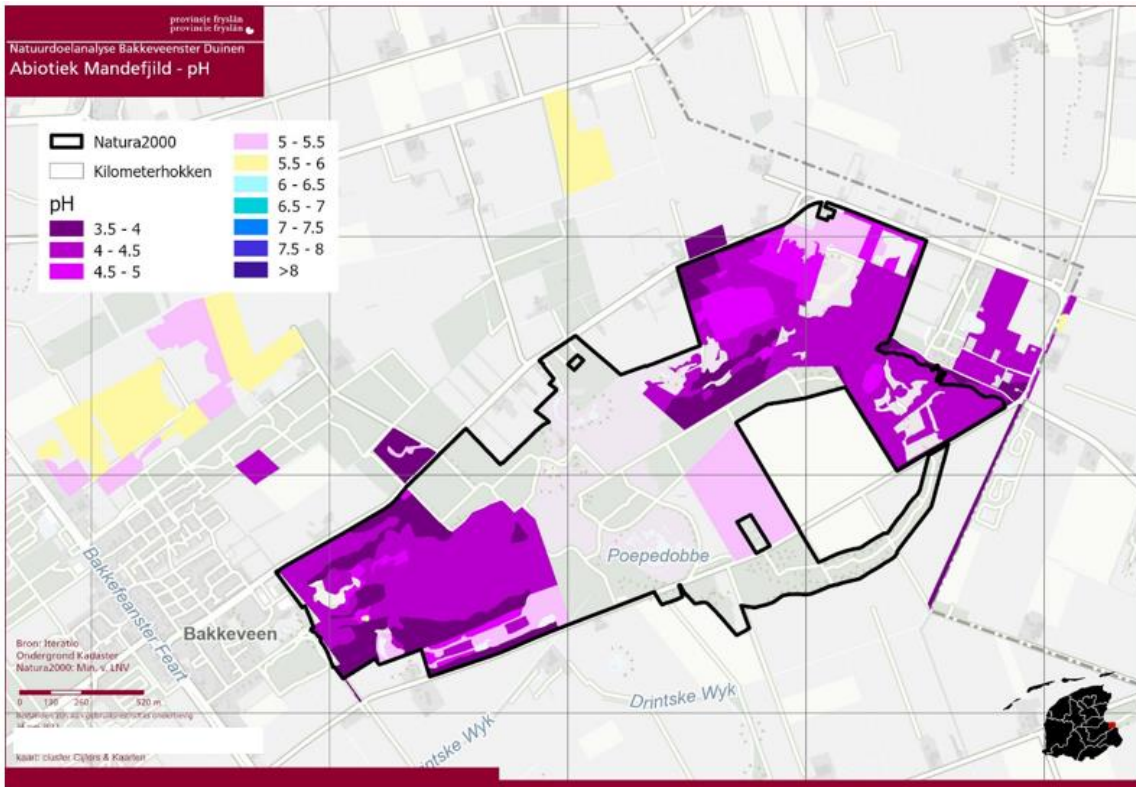 provinsje fryslân
provincie fryslân
Natuurdoelanalyse Bakkeveenster Duinen
Abiotiek Mandefjild - pH
Natura2000
Kilometerhokken
pH
3.5 - 4
4 - 4.5
4.5 - 5
5 - 5.5
5.5 - 6
6 - 6.5
6.5 - 7
7 - 7.5
7.5 - 8
>8
Poepedobbe
Bakkeveen
Bakkefeanster Feart
Drintske Wyk
Drintske Wyk
Bron: Iteratio
Ondergrond Kadaster
Natura2000: Min. v. LNV
0 130 260 520 m
kaart: cluster Cijfers & Kaarten